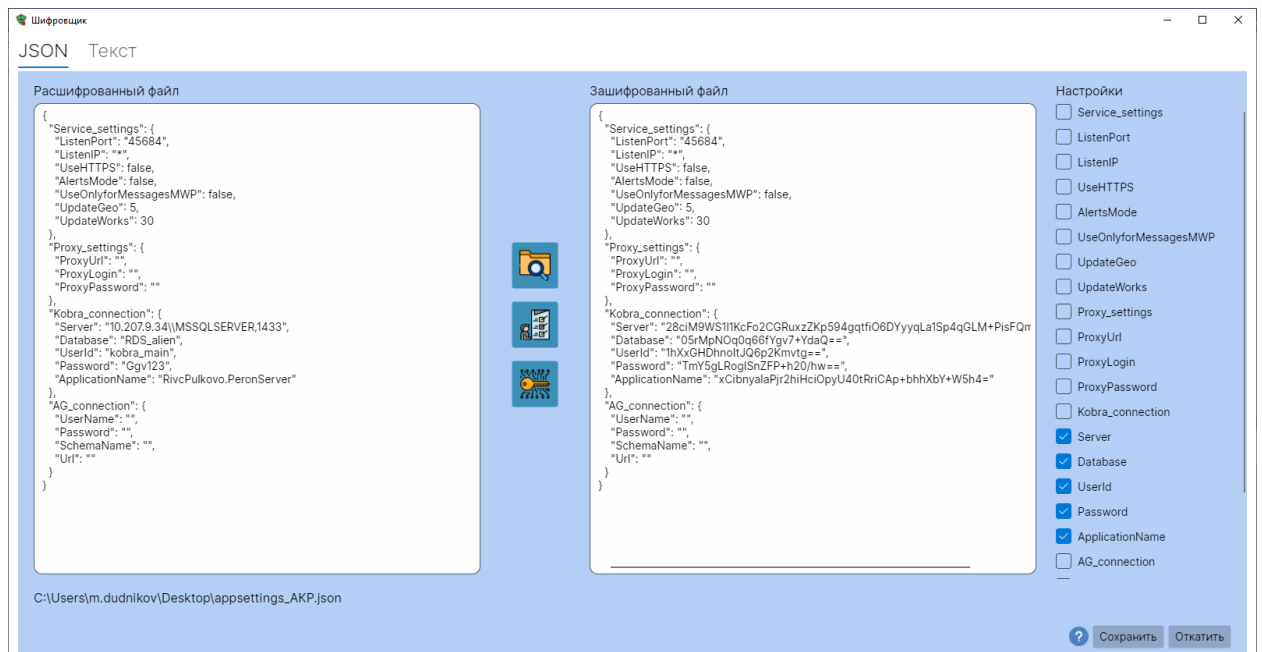 Шифровщик
JSON Текст
Расшифрованный файл
{
"Service_settings": {
"ListenPort": "45684",
"ListenIP": "*",
"UseHTTPS": false,
"AlertsMode": false,
"UseOnlyforMessagesMWP": false,
"UpdateGeo": 5,
"UpdateWorks": 30
},
"Proxy_settings": {
"ProxyUrl": "",
"ProxyLogin": "",
"ProxyPassword": ""
},
"Kobra_connection": {
"Server": "10.207.9.34\\MSSQLSERVER,1433",
"Database": "RDS_alien",
"UserId": "kobra_main",
"Password": "Ggv123",
"ApplicationName": "RivcPulkovo.PeronServer"
},
"AG_connection": {
"UserName": "",
"Password": "",
"SchemaName": "",
"Url": ""
}
}
Зашифрованный файл
{
"Service_settings": {
"ListenPort": "45684",
"ListenIP": "*",
"UseHTTPS": false,
"AlertsMode": false,
"UseOnlyforMessagesMWP": false,
"UpdateGeo": 5,
"UpdateWorks": 30
},
"Proxy_settings": {
"ProxyUrl": "",
"ProxyLogin": "",
"ProxyPassword": ""
},
"Kobra_connection": {
"Server": "28ciM9WS1I1KcFo2CGRuxzZKp594gqtfiO6DYyyqLa1Sp4qGLM+PisFQm
"Database": "05rMpNOq0q66fYgv7+YdaQ==",
"UserId": "1hXxGHDhnoItJQ6p2Kmvtg==",
"Password": "TmY5gLRogISnZFP+h20/hw==",
"ApplicationName": "xCibnyalaPjr2hiHciOpyU40tRriCAp+bhhXbY+W5h4="
},
"AG_connection": {
"UserName": "",
"Password": "",
"SchemaName": "",
"Url": ""
}
}
Настройки
Service_settings
ListenPort
ListenIP
UseHTTPS
AlertsMode
UseOnlyforMessagesMWP
UpdateGeo
UpdateWorks
Proxy_settings
ProxyUrl
ProxyLogin
ProxyPassword
Kobra_connection
Server
Database
UserId
Password
ApplicationName
AG_connection
C:\Users\m.dudnikov\Desktop\appsettings_AKP.json
? Сохранить Откатить